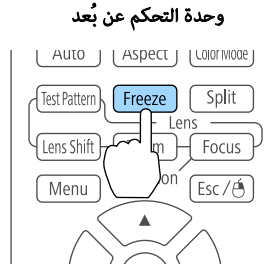 وحدة التحكم عن بُعد
Auto Aspect Color Mode
Test Pattern Freeze Split
Lens
Lens Shift Focus
Menu Esc /